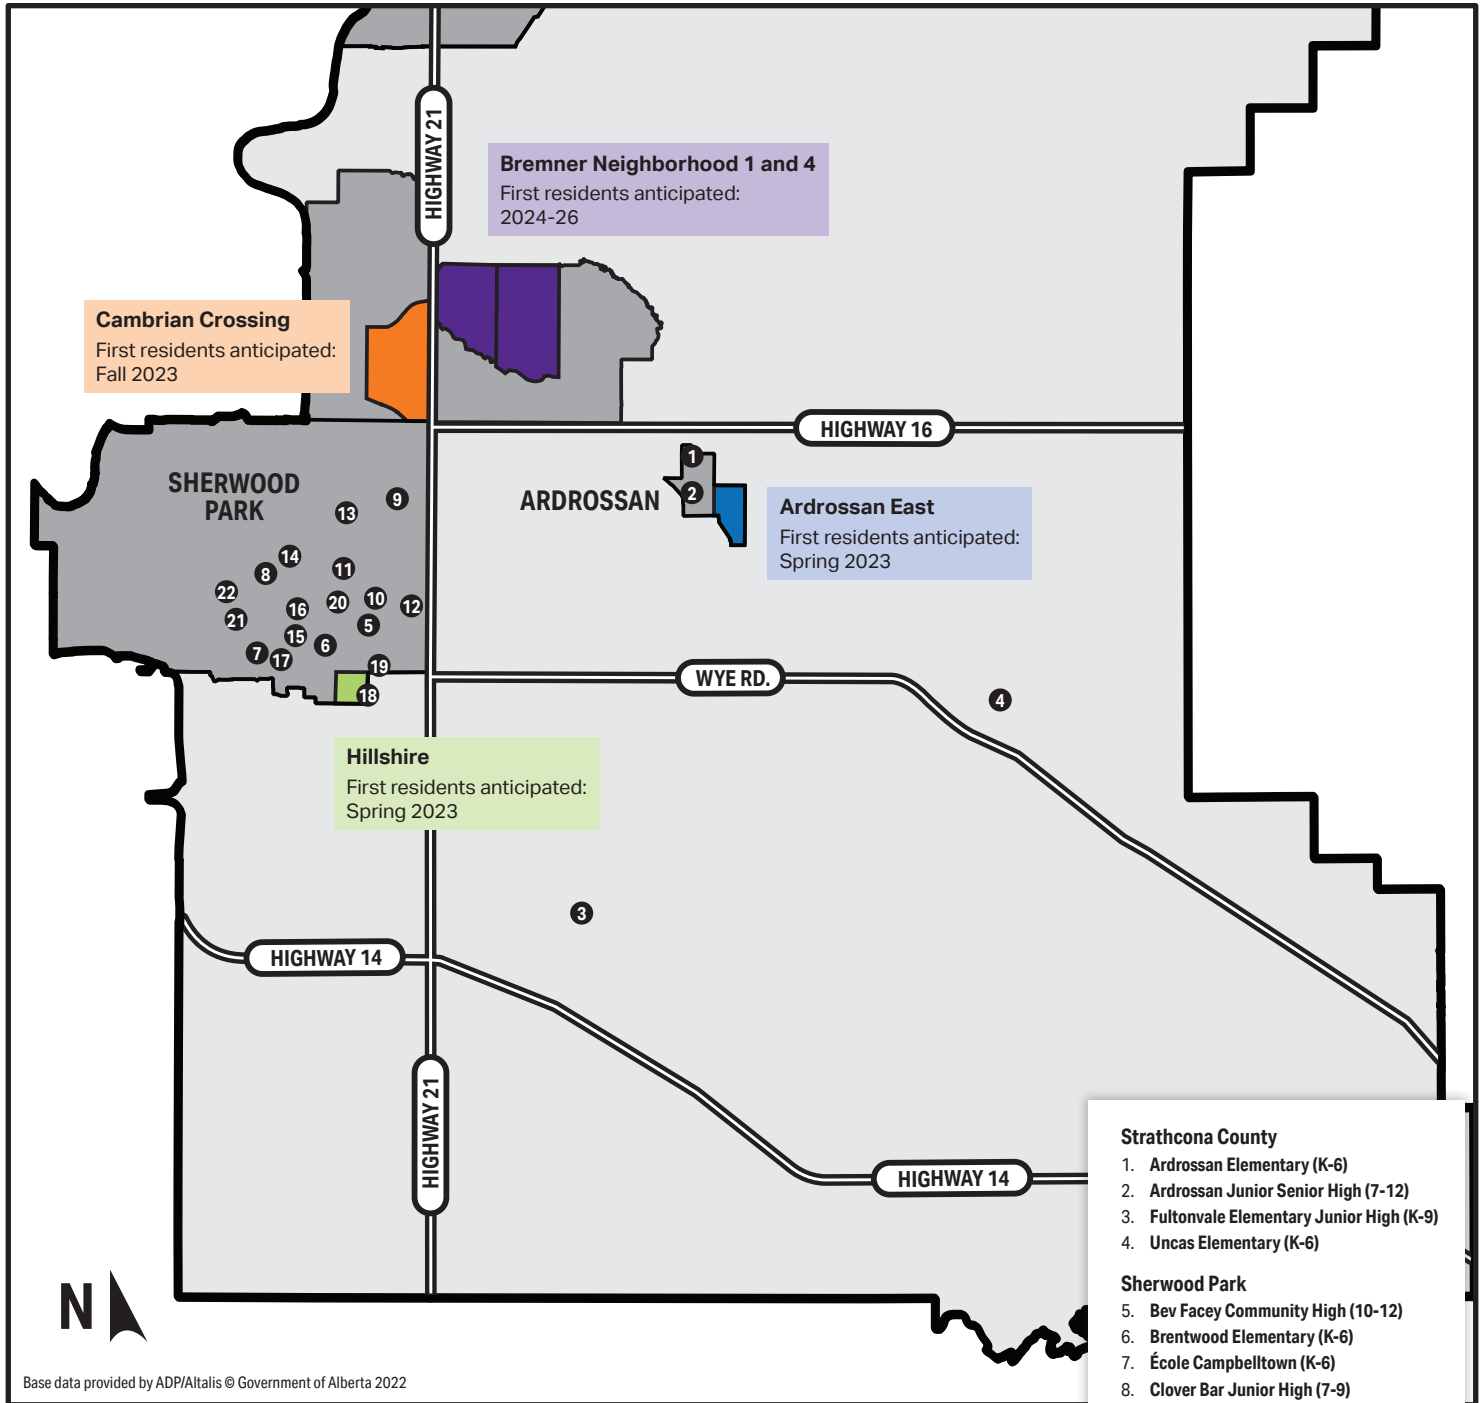 HIGHWAY 21
Bremner Neighborhood 1 and 4
First residents anticipated:
2024-26
Cambrian Crossing
First residents anticipated:
Fall 2023
HIGHWAY 16
SHERWOOD
PARK
ARDROSSAN
1
2
Ardrossan East
First residents anticipated:
Spring 2023
9
13
14
11
8
22
20
10
12
16
21
5
15
6
7
17
19
18
WYE RD.
4
Hillshire
First residents anticipated:
Spring 2023
3
HIGHWAY 14
HIGHWAY 21
HIGHWAY 14
N
Base data provided by ADP/Altalis © Government of Alberta 2022
Strathcona County
1. Ardrossan Elementary (K-6)
2. Ardrossan Junior Senior High (7-12)
3. Fultonvale Elementary Junior High (K-9)
4. Uncas Elementary (K-6)
Sherwood Park
5. Bev Facey Community High (10-12)
6. Brentwood Elementary (K-6)
7. École Campbelltown (K-6)
8. Clover Bar Junior High (7-9)